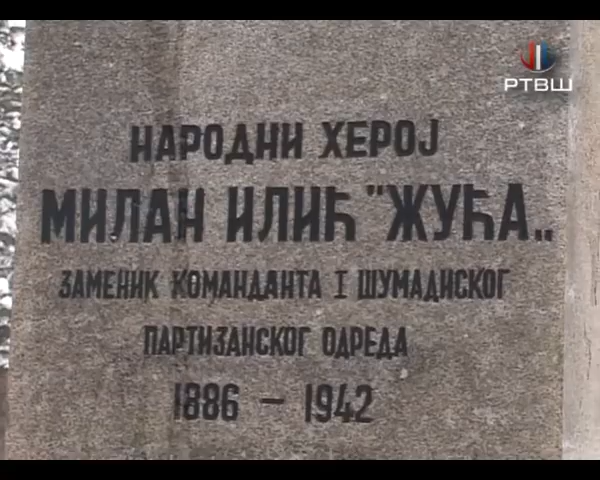 РТВШ
НАРОДНИ ХЕРОЈ
МИЛАН ИЛИЋ "ЖУЋА„
ЗАМЕНИК КОМАНДАНТА I ШУМАДИСКОГ
ПАРТИЗАНСКОГ ОДРЕДА
1886 – 1942